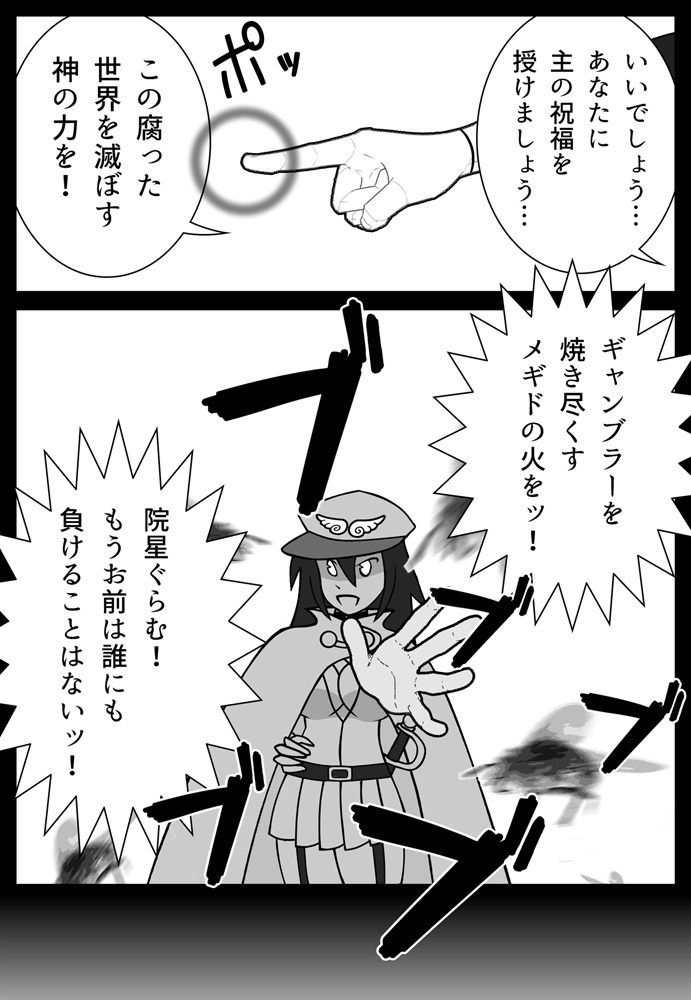 いいでしょう…
あなたに
主の祝福を
授けましょう…
ポッ
この腐った
世界を滅ぼす
神の力を！
ギャンブラーを
焼き尽くす
メギドの火をッ！
ブ
ブ
ブ
ブ
ブ
院星ぐらむ！
もうお前は誰にも
負けることはないッ！